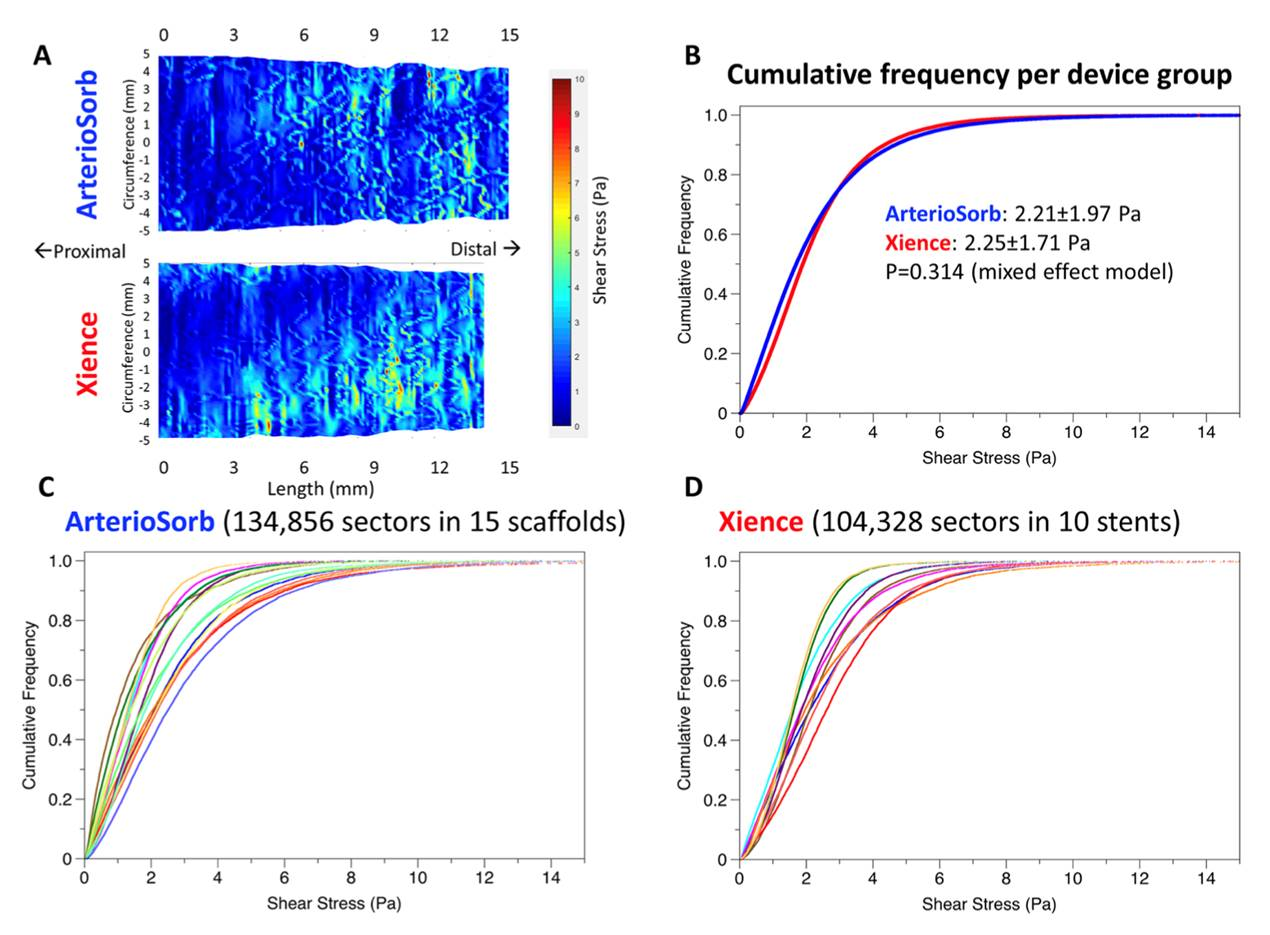 A
0 3 6 9 12 15
ArterioSorb
Circumference (mm)
5
4
3
2
1
0
-1
-2
-3
-4
-5
←Proximal
Distal →
Xience
Circumference (mm)
5
4
3
2
1
0
-1
-2
-3
-4
-5
0 3 6 9 12 15
Length (mm)
10
9
8
7
6
5
4
3
2
1
0
Shear Stress (Pa)
B
Cumulative frequency per device group
Cumulative Frequency
1.0
0.8
0.6
0.4
0.2
0
ArterioSorb: 2.21±1.97 Pa
Xience: 2.25±1.71 Pa
P=0.314 (mixed effect model)
0 2 4 6 8 10 12 14
Shear Stress (Pa)
C
ArterioSorb (134,856 sectors in 15 scaffolds)
Cumulative Frequency
1.0
0.8
0.6
0.4
0.2
0
0 2 4 6 8 10 12 14
Shear Stress (Pa)
D
Xience (104,328 sectors in 10 stents)
Cumulative Frequency
1.0
0.8
0.6
0.4
0.2
0
0 2 4 6 8 10 12 14
Shear Stress (Pa)